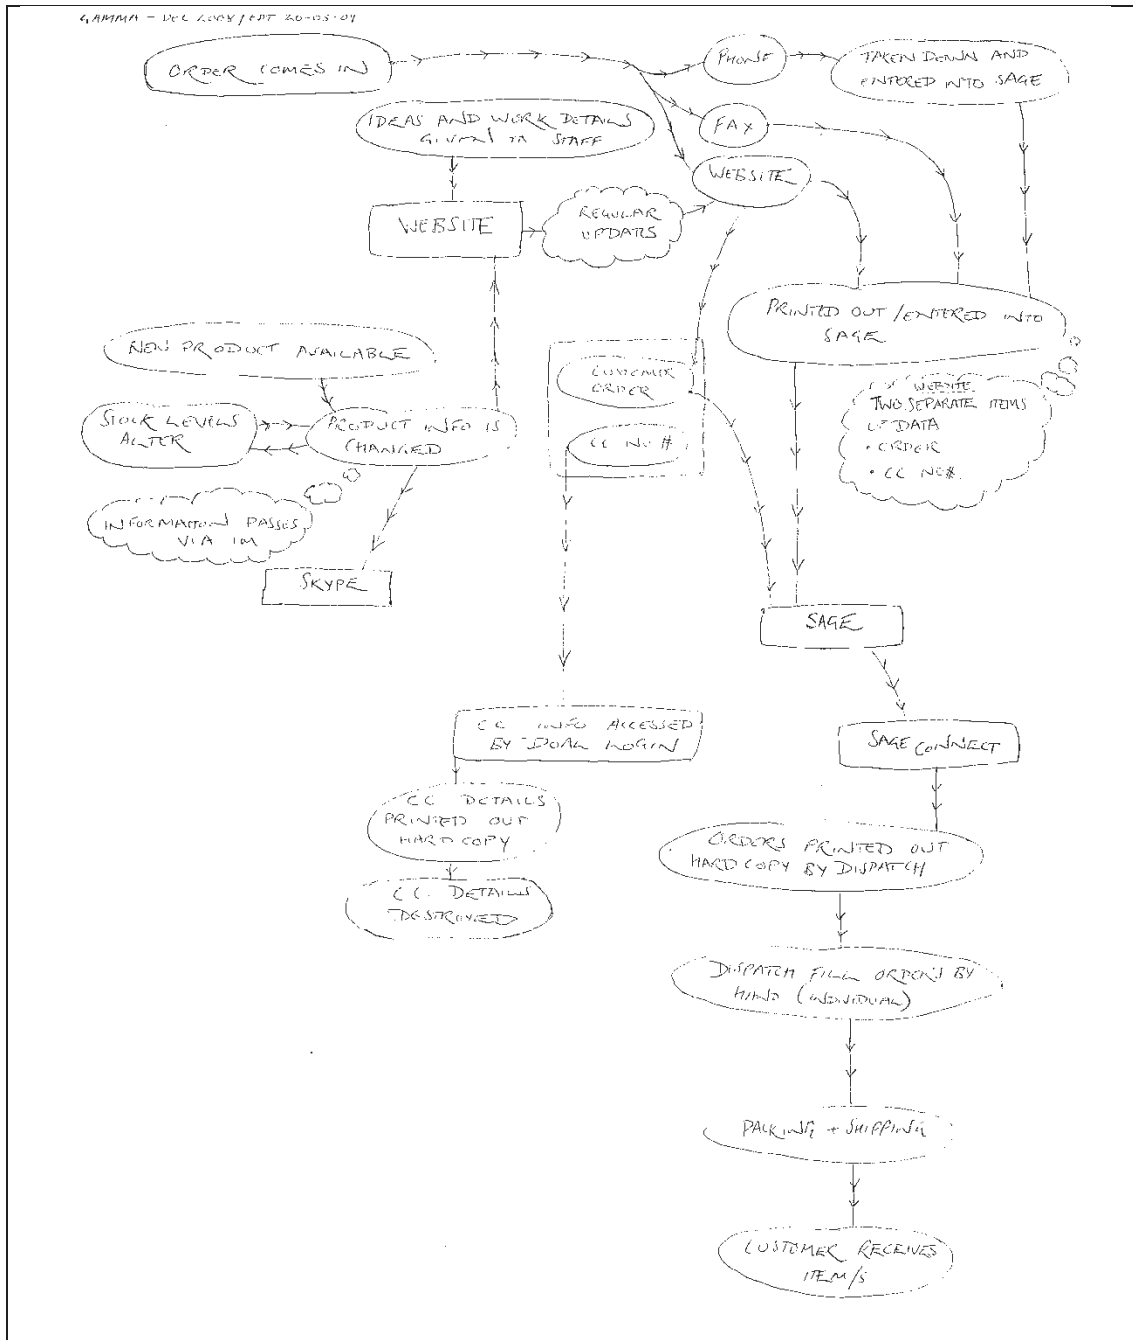 GAMMA - DEC 2008 /
ORDER COMES IN
PHONE
TAKEN DOWN AND
ENTERED INTO SAGE
IDEAS AND WORK DETAILS
GIVEN TO STAFF
FAX
WEBSITE
WEBSITE
REGULAR
UPDATS
PRINTED OUT / ENTERED INTO
SAGE
NEW PRODUCT AVAILABLE
CUSTOMER
ORDER
WEBSITE
TWO SEPARATE ITEMS
OF DATA
• ORDER
• CC NO#.
STOCK LEVELS
ALTER
PRODUCT INFO IS
CHANGED
CC NO #
INFORMATION PASSES
VIA IM
SKYPE
SAGE
CC INFO ACCESSED
BY DUAL LOGIN
SAGE CONNECT
CC DETAILS
PRINTED OUT
HARD COPY
ORDERS PRINTED OUT
HARD COPY BY DISPATCH
CC. DETAILS
DESTROYED
DISPATCH FILL ORDERS BY
HAND (INDIVIDUAL)
PACKING + SHIPPING
CUSTOMER RECEIVES
ITEM/S